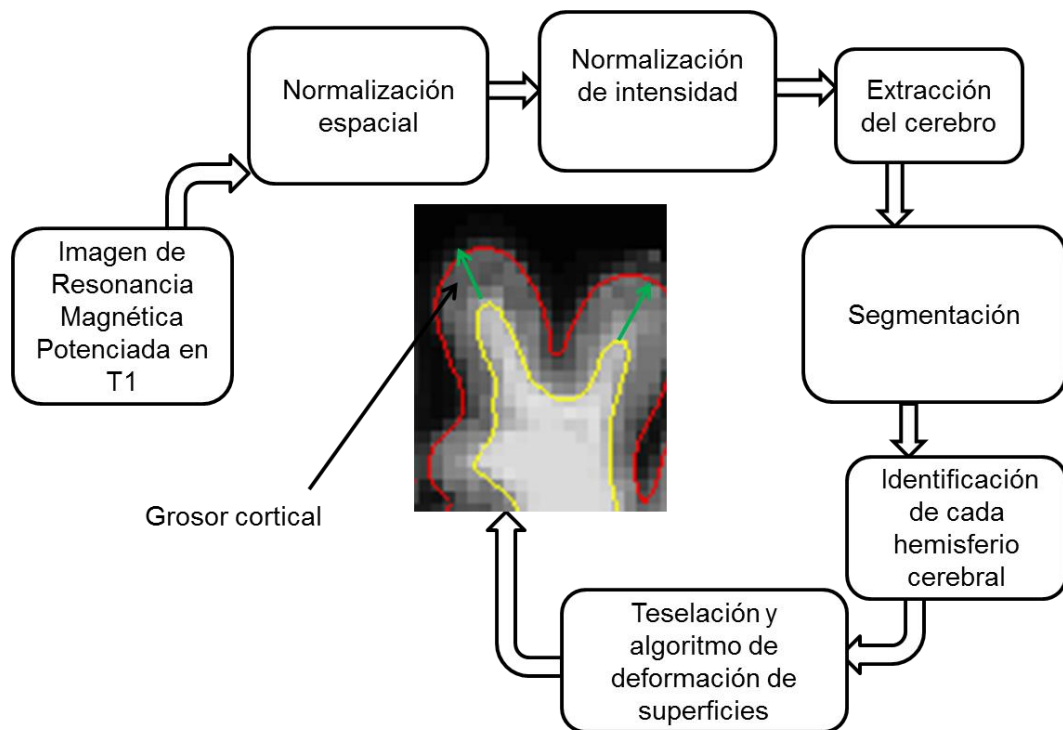 Imagen de
Resonancia
Magnética
Potenciada en
T1
Normalización
espacial
Normalización
de intensidad
Extracción
del cerebro
Segmentación
Identificación
de cada
hemisferio
cerebral
Teselación y
algoritmo de
deformación de
superficies
Grosor cortical